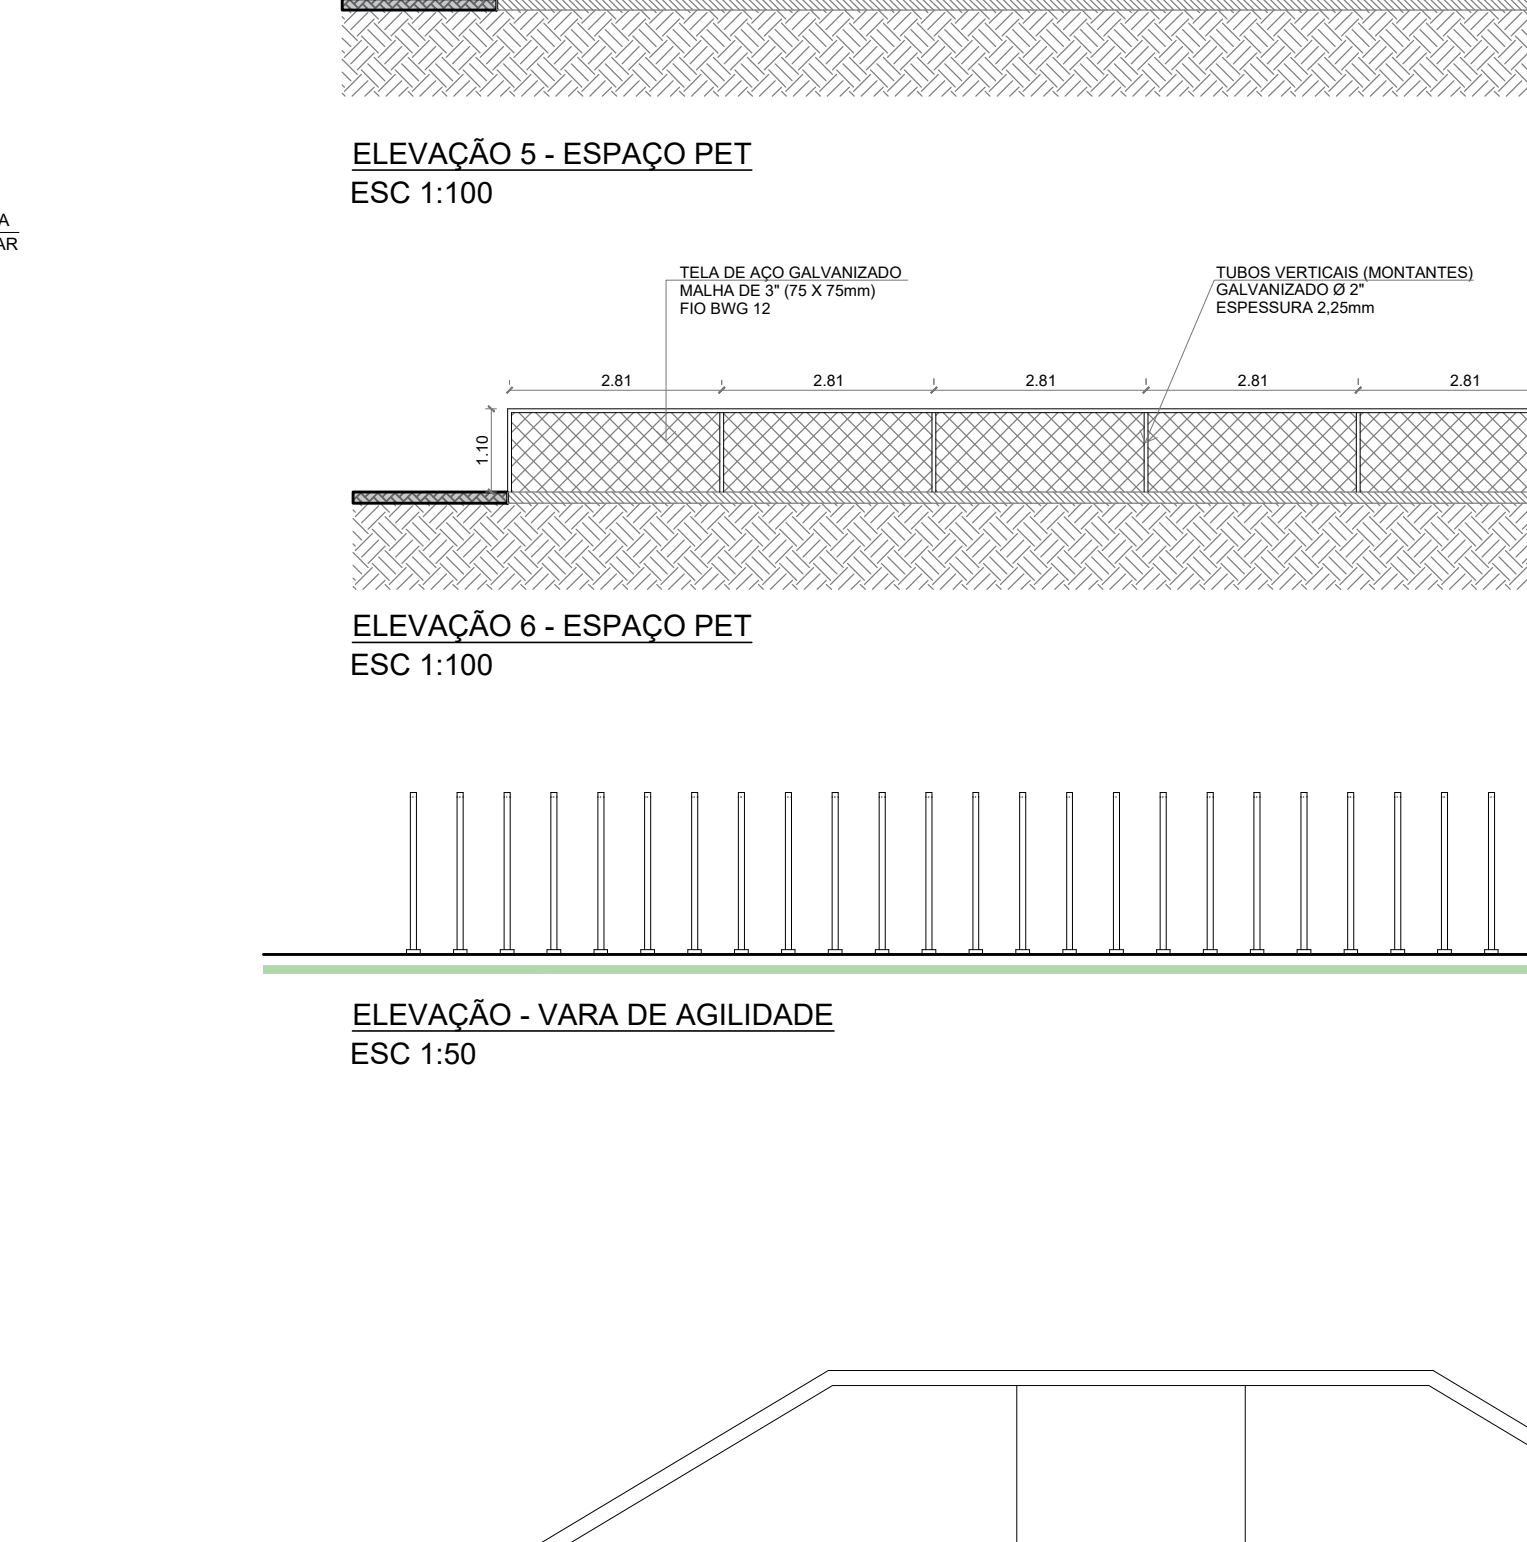 ELEVAÇÃO 5 - ESPAÇO PET
ESC 1:100
A
AR
TELA DE AÇO GALVANIZADO
MALHA DE 3" (75 X 75mm)
FIO BWG 12
TUBOS VERTICAIS (MONTANTES)
GALVANIZADO Ø 2"
ESPESSURA 2,25mm
2.81 2.81 2.81 2.81 2.81
1.10
ELEVAÇÃO 6 - ESPAÇO PET
ESC 1:100
ELEVAÇÃO - VARA DE AGILIDADE
ESC 1:50